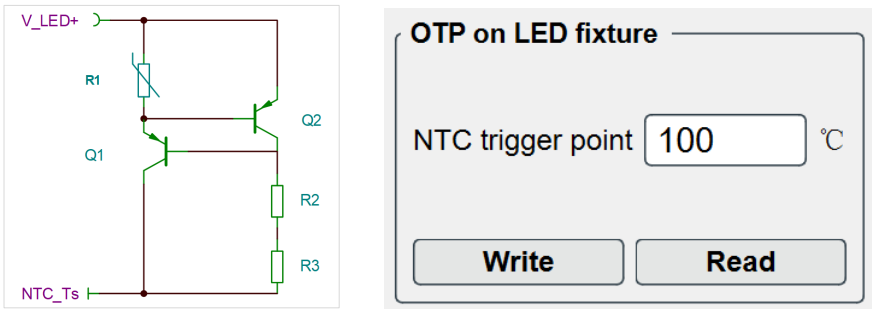 V_LED+
R1
Q2
Q1
R2
R3
NTC_Ts
OTP on LED fixture
NTC trigger point 100 ℃
Write Read